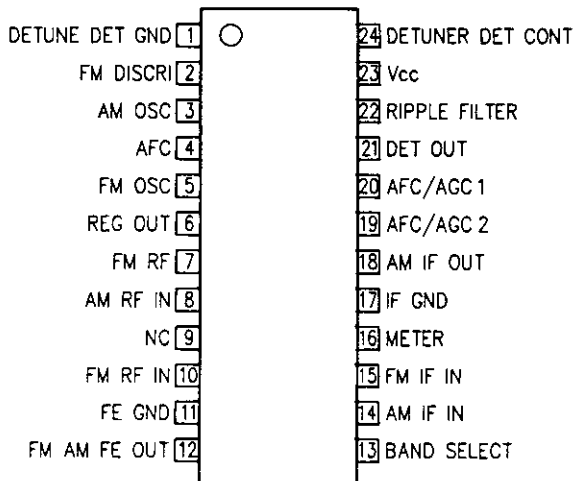 DETUNE DET GND 1 24 DETUNER DET CONT
FM DISCRI 2 23 Vcc
AM OSC 3 22 RIPPLE FILTER
AFC 4 21 DET OUT
FM OSC 5 20 AFC/AGC 1
REG OUT 6 19 AFC/AGC 2
FM RF 7 18 AM IF OUT
AM RF IN 8 17 IF GND
NC 9 16 METER
FM RF IN 10 15 FM IF IN
FE GND 11 14 AM IF IN
FM AM FE OUT 12 13 BAND SELECT